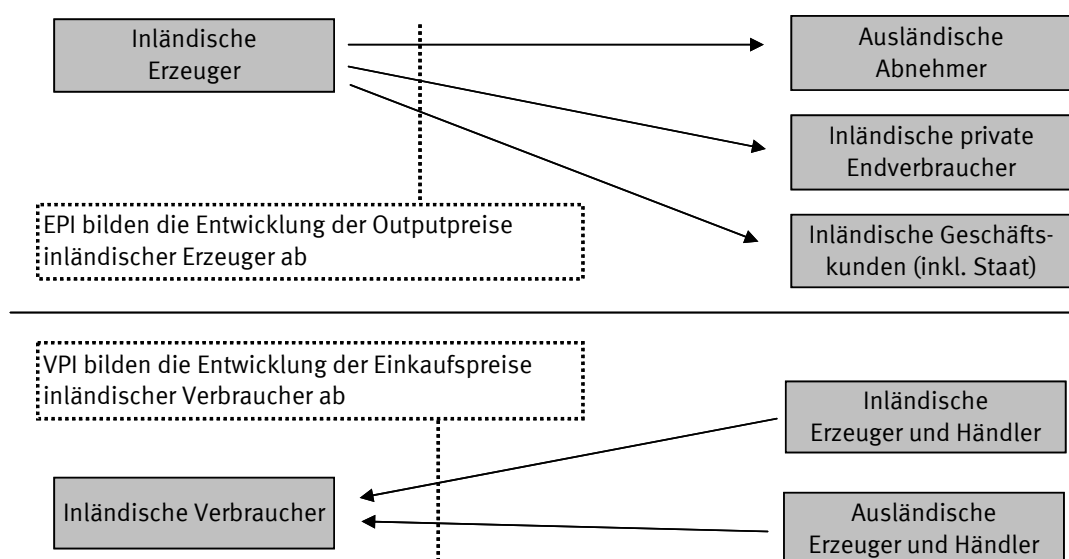 Inländische
Erzeuger
Ausländische
Abnehmer
Inländische private
Endverbraucher
Inländische Geschäfts-
kunden (inkl. Staat)
EPI bilden die Entwicklung der Outputpreise
inländischer Erzeuger ab
VPI bilden die Entwicklung der Einkaufspreise
inländischer Verbraucher ab
Inländische
Erzeuger und Händler
Inländische Verbraucher
Ausländische
Erzeuger und Händler